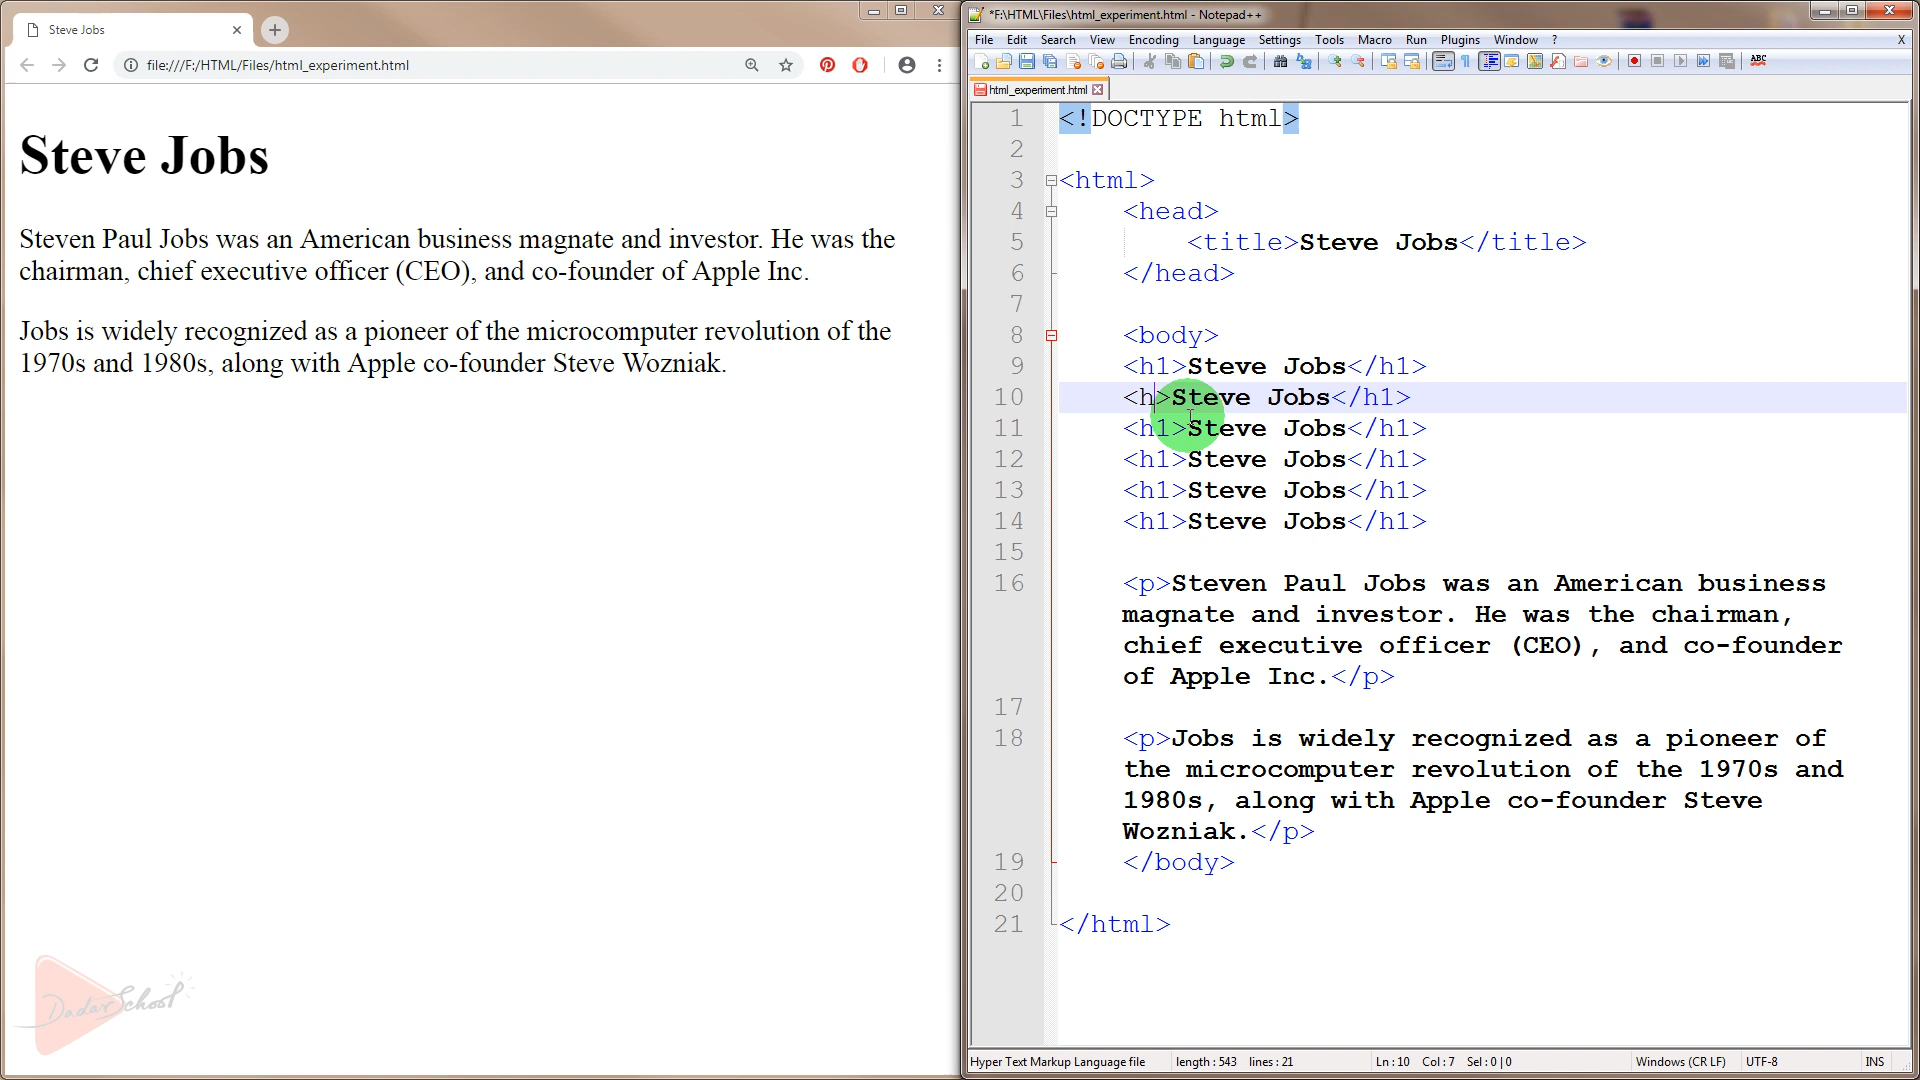 Steve Jobs
file:///F:/HTML/Files/html_experiment.html
Steve Jobs
Steven Paul Jobs was an American business magnate and investor. He was the
chairman, chief executive officer (CEO), and co-founder of Apple Inc.
Jobs is widely recognized as a pioneer of the microcomputer revolution of the
1970s and 1980s, along with Apple co-founder Steve Wozniak.
DadarSchool
*F:\HTML\Files\html_experiment.html - Notepad++
File Edit Search View Encoding Language Settings Tools Macro Run Plugins Window ? X
ABC
html_experiment.html
1 <!DOCTYPE html>
2
3 <html>
4 <head>
5 <title>Steve Jobs</title>
6 </head>
7
8 <body>
9 <h1>Steve Jobs</h1>
10 <h>Steve Jobs</h1>
11 <h1>Steve Jobs</h1>
12 <h1>Steve Jobs</h1>
13 <h1>Steve Jobs</h1>
14 <h1>Steve Jobs</h1>
15
16 <p>Steven Paul Jobs was an American business
magnate and investor. He was the chairman,
chief executive officer (CEO), and co-founder
of Apple Inc.</p>
17
18 <p>Jobs is widely recognized as a pioneer of
the microcomputer revolution of the 1970s and
1980s, along with Apple co-founder Steve
Wozniak.</p>
19 </body>
20
21 </html>
Hyper Text Markup Language file length : 543 lines : 21 Ln : 10 Col : 7 Sel : 0 | 0 Windows (CR LF) UTF-8 INS